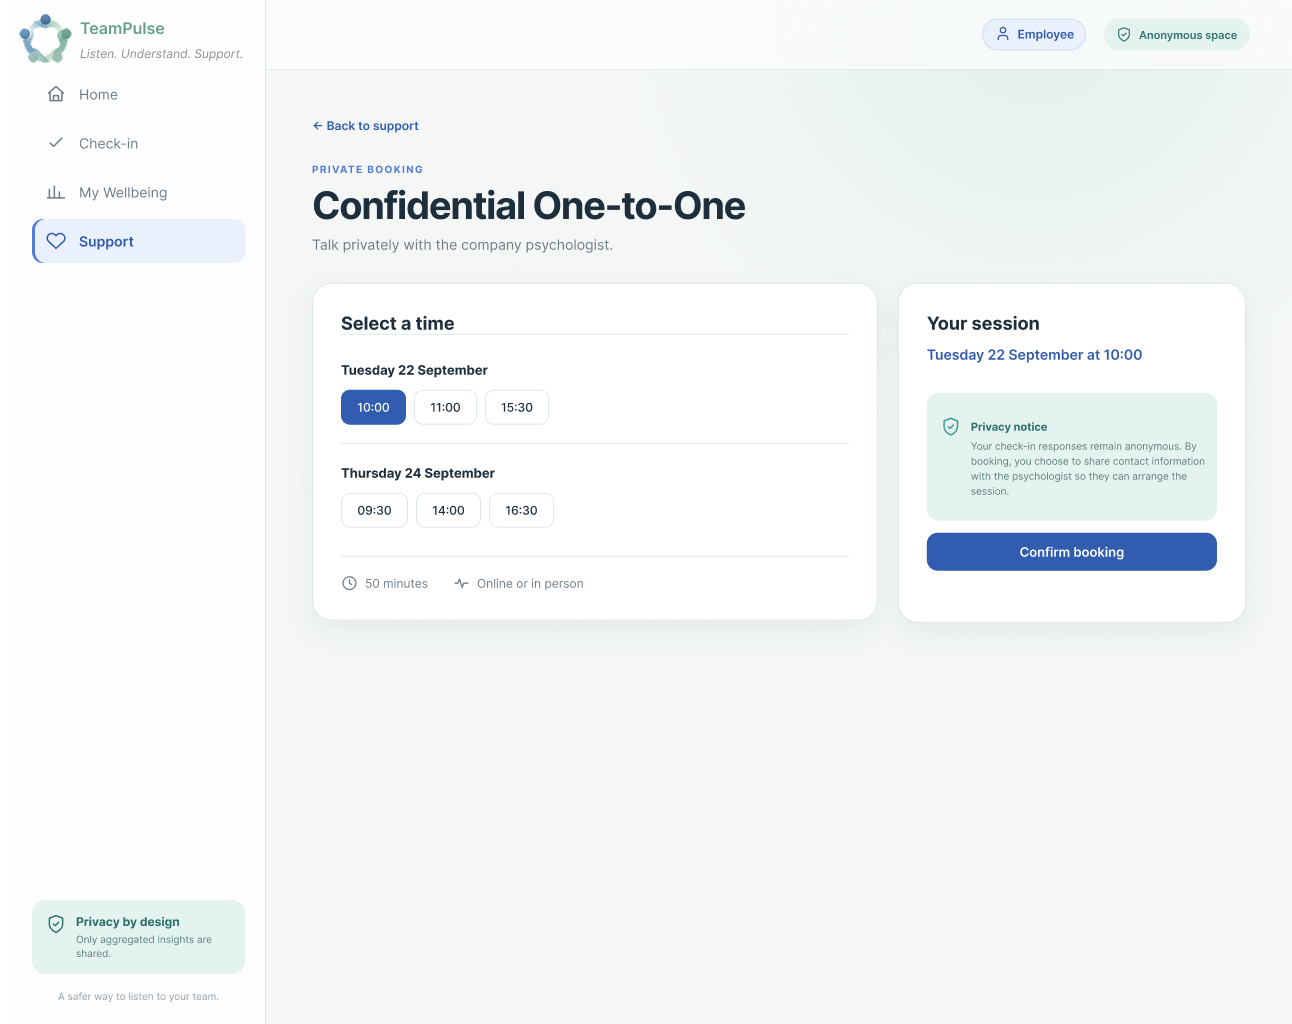 TeamPulse
Listen. Understand. Support.
Home
Check-in
My Wellbeing
Support
Privacy by design
Only aggregated insights are
shared.
A safer way to listen to your team.
Employee
Anonymous space
← Back to support
PRIVATE BOOKING
Confidential One-to-One
Talk privately with the company psychologist.
Select a time
Tuesday 22 September
10:00 11:00 15:30
Thursday 24 September
09:30 14:00 16:30
50 minutes Online or in person
Your session
Tuesday 22 September at 10:00
Privacy notice
Your check-in responses remain anonymous. By
booking, you choose to share contact information
with the psychologist so they can arrange the
session.
Confirm booking